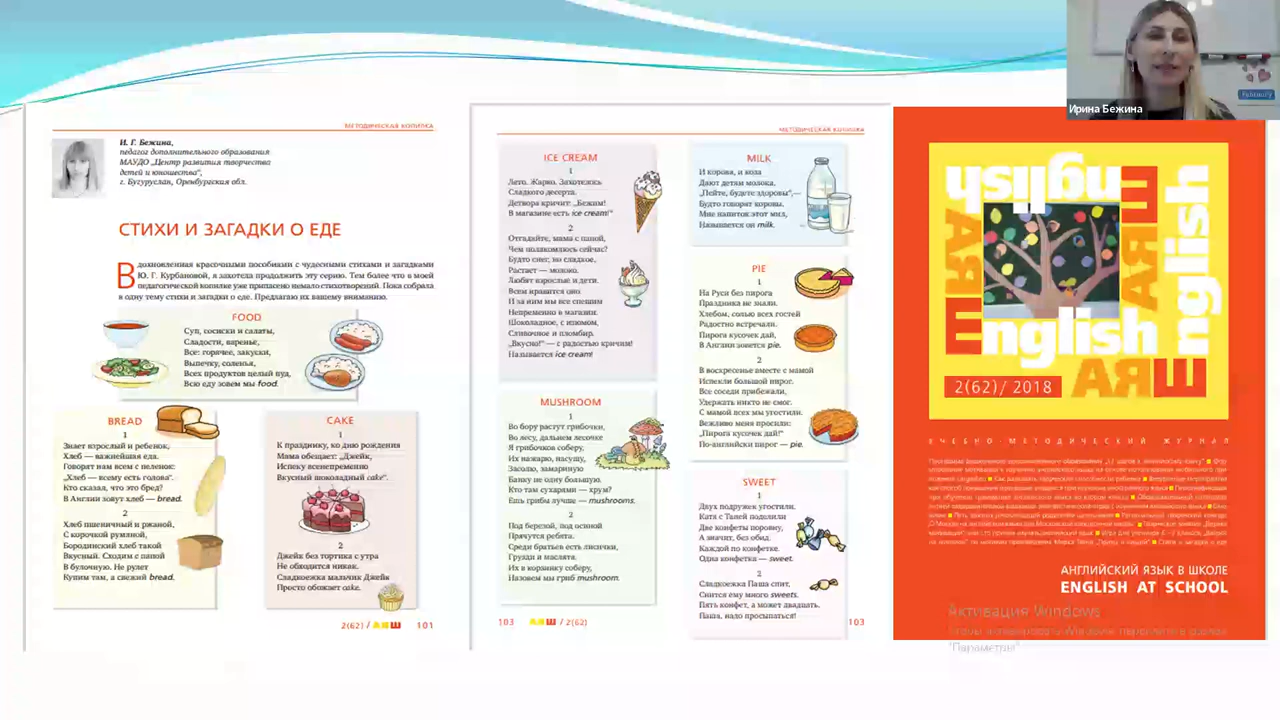 Ирина Бежина
МЕТОДИЧЕСКАЯ КОПИЛКА
И. Г. Бежина,
педагог дополнительного образования
МАУДО „Центр развития творчества
детей и юношества“,
г. Бугуруслан, Оренбургская обл.
СТИХИ И ЗАГАДКИ О ЕДЕ
Вдохновленная красочными пособиями с чудесными стихами и загадками
Ю. Г. Курбановой, я захотела продолжить эту серию. Тем более что в моей
педагогической копилке уже припасено немало стихотворений. Пока собрала
в одну тему стихи и загадки о еде. Предлагаю их вашему вниманию.
FOOD
Суп, сосиски и салаты,
Сладости, варенье,
Все: горячее, закуски,
Выпечку, соленья,
Всех продуктов целый пуд,
Всю еду зовем мы food.
BREAD
1
Знает взрослый и ребенок,
Хлеб — важнейшая еда.
Говорят нам всем с пеленок:
„Хлеб — всему есть голова“.
Кто сказал, что это бред?
В Англии зовут хлеб — bread.
2
Хлеб пшеничный и ржаной,
С корочкой румяной,
Бородинский хлеб такой
Вкусный. Сходим с папой
В булочную. Не рулет
Купим там, а свежий bread.
CAKE
1
К празднику, ко дню рождения
Мама обещает: „Джейк,
Испеку всенепременно
Вкусный шоколадный cake“.
2
Джейк без тортика с утра
Не обходится никак.
Сладкоежка мальчик Джейк
Просто обожает cake.
2(62) / АЯШ 101
МЕТОДИЧЕСКАЯ КОПИЛКА
ICE CREAM
1
Лето. Жарко. Захотелось
Сладкого десерта.
Детвора кричит: „Бежим!
В магазине есть ice cream!“
2
Отгадайте, мама с папой,
Чем полакомлюсь сейчас?
Будто снег, но сладкое,
Растает — молоко.
Любят взрослые и дети.
Всем нравится оно
И за ним мы все спешим
Непременно в магазин.
Шоколадное, с изюмом,
Сливочное и пломбир.
„Вкусно!“ — с радостью кричим!
Называется ice cream!
MUSHROOM
1
Во бору растут грибочки,
Во лесу, дальнем лесочке
Я грибочков соберу,
Их нажарю, насушу,
Засолю, замариную
Банку не одну большую.
Кто там сухарями — хрум?
Ешь грибы лучше — mushrooms.
2
Под березой, под осиной
Прячутся ребята.
Среди братьев есть лисички,
Грузди и маслята.
Их в корзинку соберу,
Назовем мы гриб mushroom.
103 АЯШ / 2(62)
MILK
И корова, и коза
Дают детям молока.
„Пейте, будете здоровы“,—
Будто говорят коровы.
Мне напиток этот мил,
Называется он milk.
PIE
1
На Руси без пирога
Праздника не знали.
Хлебом, солью всех гостей
Радостно встречали.
Пирога кусочек дай,
В Англии зовется pie.
2
В воскресенье вместе с мамой
Испекли большой пирог.
Все соседи прибежали,
Удержать никто не смог.
С мамой всех мы угостили.
Вежливо меня просили:
„Пирога кусочек дай!“
По-английски пирог — pie.
SWEET
1
Двух подружек угостили.
Катя с Таней поделили
Две конфеты поровну,
А значит, без обид.
Каждой по конфетке.
Одна конфетка — sweet.
2
Сладкоежка Паша спит.
Снится ему много sweets.
Пять конфет, а может двадцать.
Паша, надо просыпаться!
103
English
АЯШ
English
АЯШ
English
АЯШ
English
2(62)/ 2018
УЧЕБНО-МЕТОДИЧЕСКИЙ ЖУРНАЛ
АНГЛИЙСКИЙ ЯЗЫК В ШКОЛЕ
ENGLISH AT SCHOOL
Активация Windows
Чтобы активировать Windows, перейдите в раздел
"Параметры"